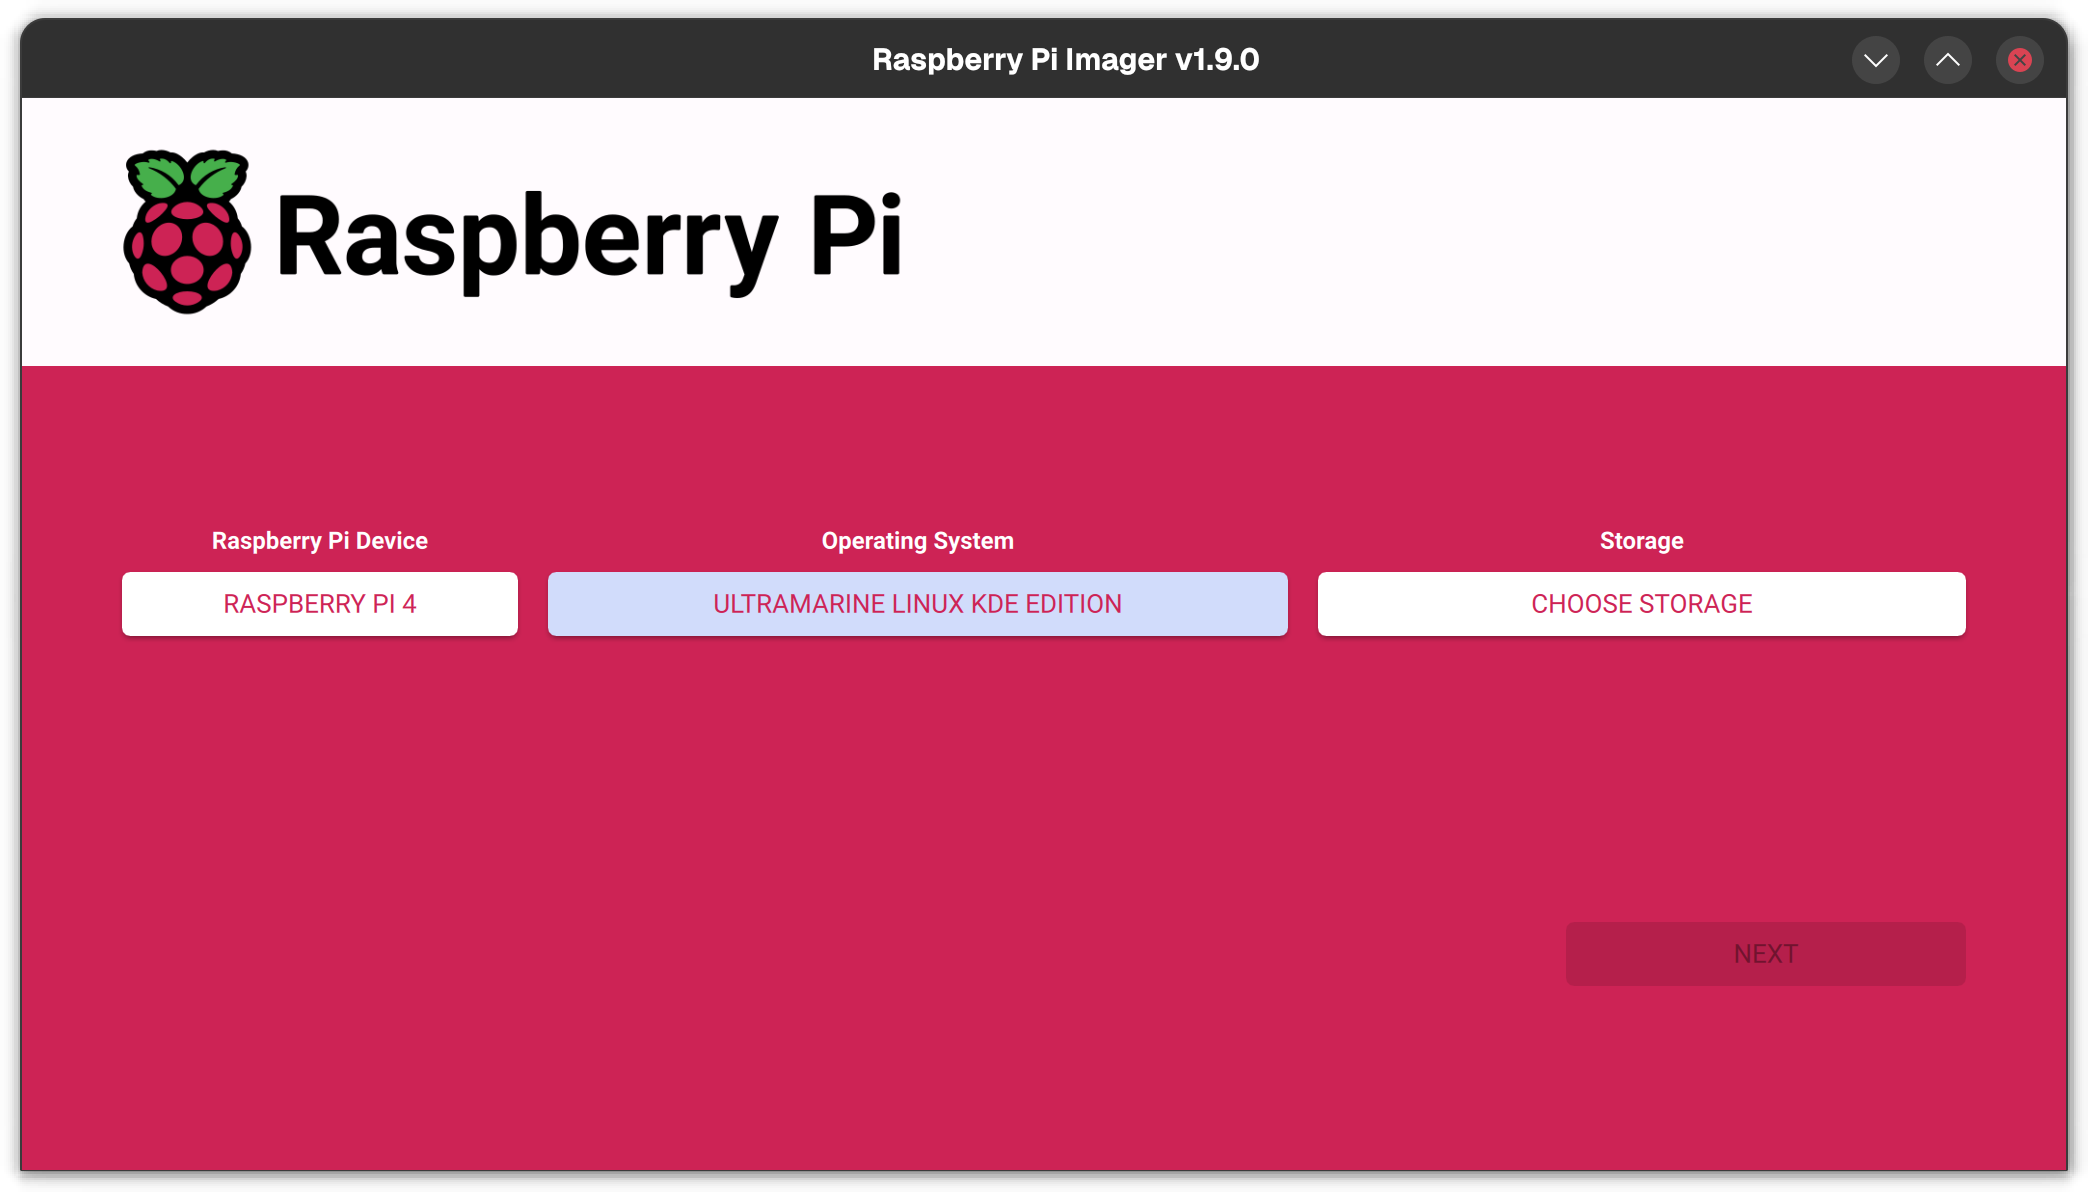 Raspberry Pi Imager v1.9.0
Raspberry Pi
Raspberry Pi Device
RASPBERRY PI 4
Operating System
ULTRAMARINE LINUX KDE EDITION
Storage
CHOOSE STORAGE
NEXT